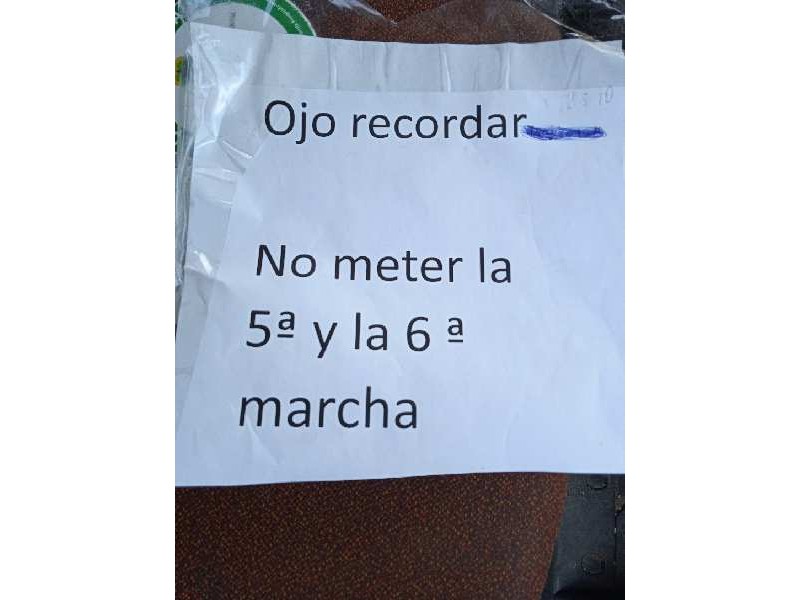 Ojo recordar
No meter la
5ª y la 6 ª
marcha